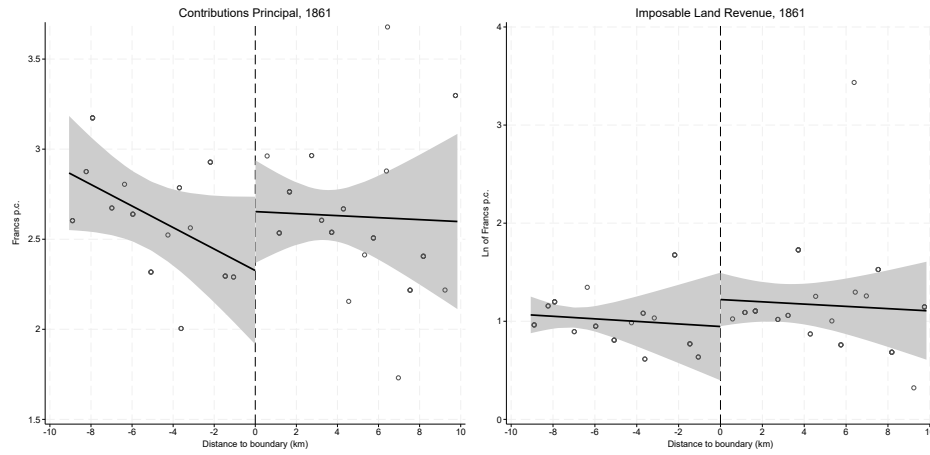 Contributions Principal, 1861
Francs p.c.
3.5
3
2.5
2
1.5
-10 -8 -6 -4 -2 0 2 4 6 8 10
Distance to boundary (km)
Imposable Land Revenue, 1861
Ln of Francs p.c.
4
3
2
1
0
-10 -8 -6 -4 -2 0 2 4 6 8 1
Distance to boundary (km)